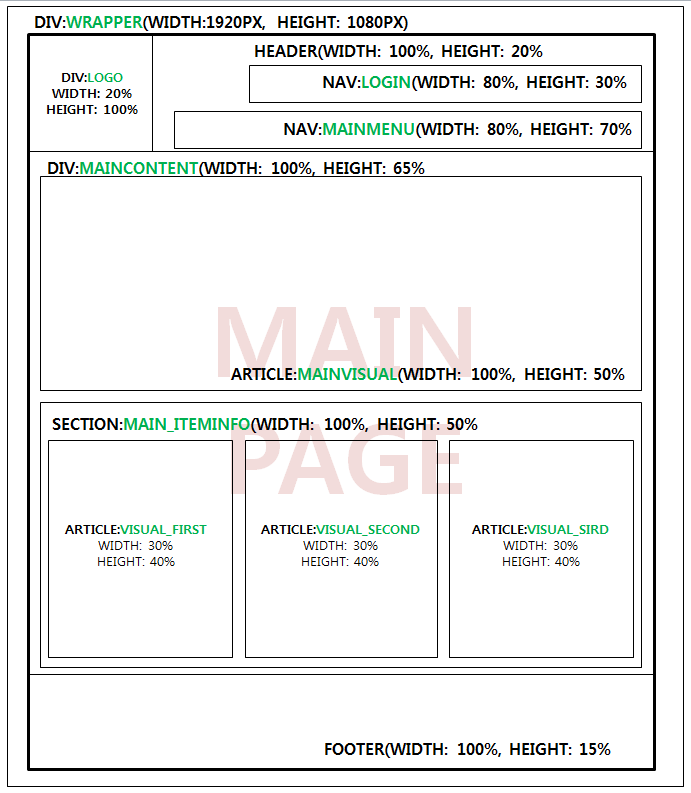 DIV:WRAPPER(WIDTH:1920PX, HEIGHT: 1080PX)
HEADER(WIDTH: 100%, HEIGHT: 20%
DIV:LOGO
WIDTH: 20%
HEIGHT: 100%
NAV:LOGIN(WIDTH: 80%, HEIGHT: 30%
NAV:MAINMENU(WIDTH: 80%, HEIGHT: 70%
DIV:MAINCONTENT(WIDTH: 100%, HEIGHT: 65%
MAIN
ARTICLE:MAINVISUAL(WIDTH: 100%, HEIGHT: 50%
SECTION:MAIN_ITEMINFO(WIDTH: 100%, HEIGHT: 50%
PAGE
ARTICLE:VISUAL_FIRST
WIDTH: 30%
HEIGHT: 40%
ARTICLE:VISUAL_SECOND
WIDTH: 30%
HEIGHT: 40%
ARTICLE:VISUAL_SIRD
WIDTH: 30%
HEIGHT: 40%
FOOTER(WIDTH: 100%, HEIGHT: 15%